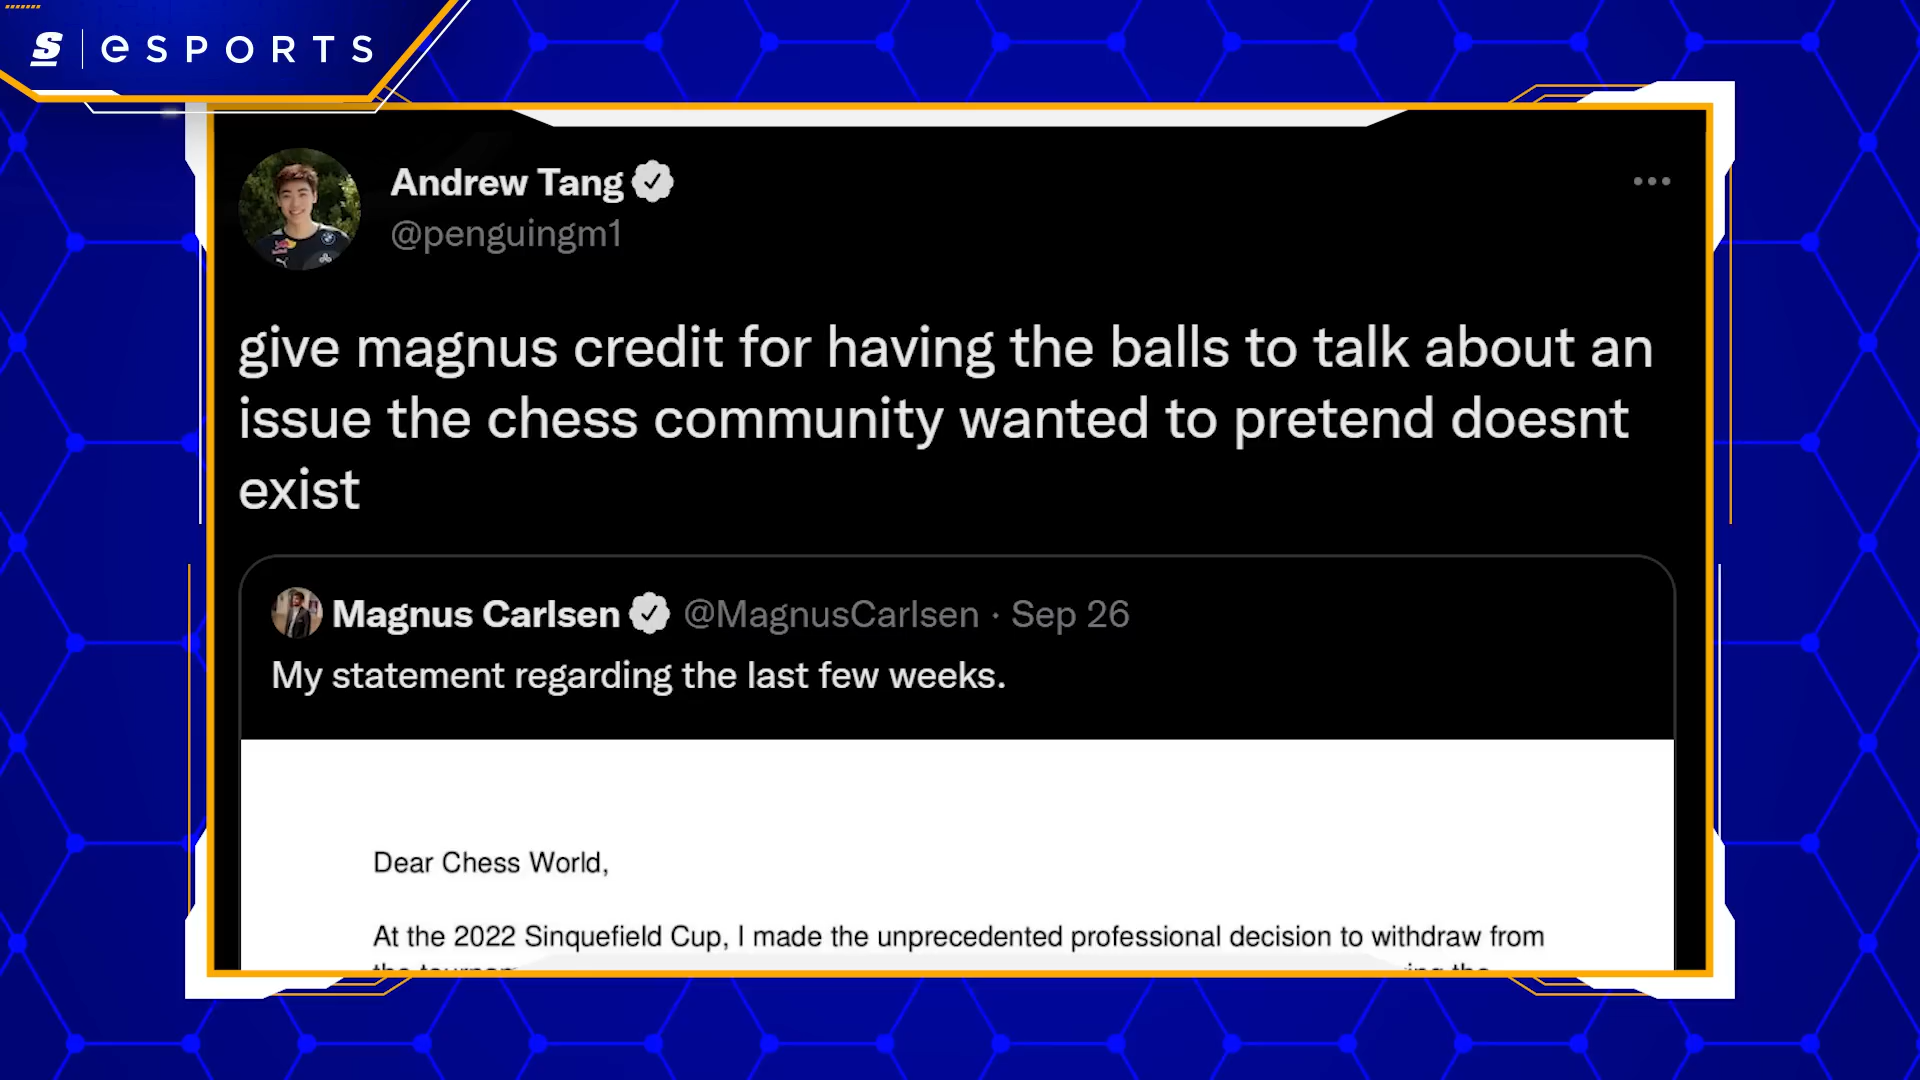 S | eSPORTS
Andrew Tang
@penguingm1
give magnus credit for having the balls to talk about an
issue the chess community wanted to pretend doesnt
exist
Magnus Carlsen @MagnusCarlsen · Sep 26
My statement regarding the last few weeks.
Dear Chess World,
At the 2022 Sinquefield Cup, I made the unprecedented professional decision to withdraw from